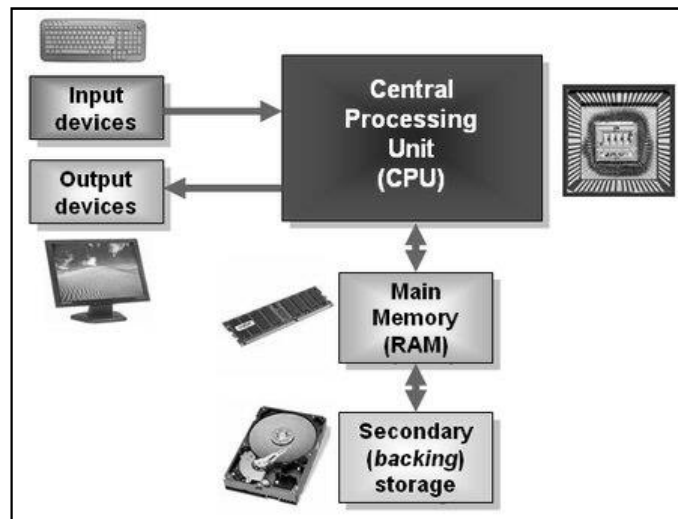 Input
devices
Central
Processing
Unit
(CPU)
Output
devices
Main
Memory
(RAM)
Secondary
(backing)
storage